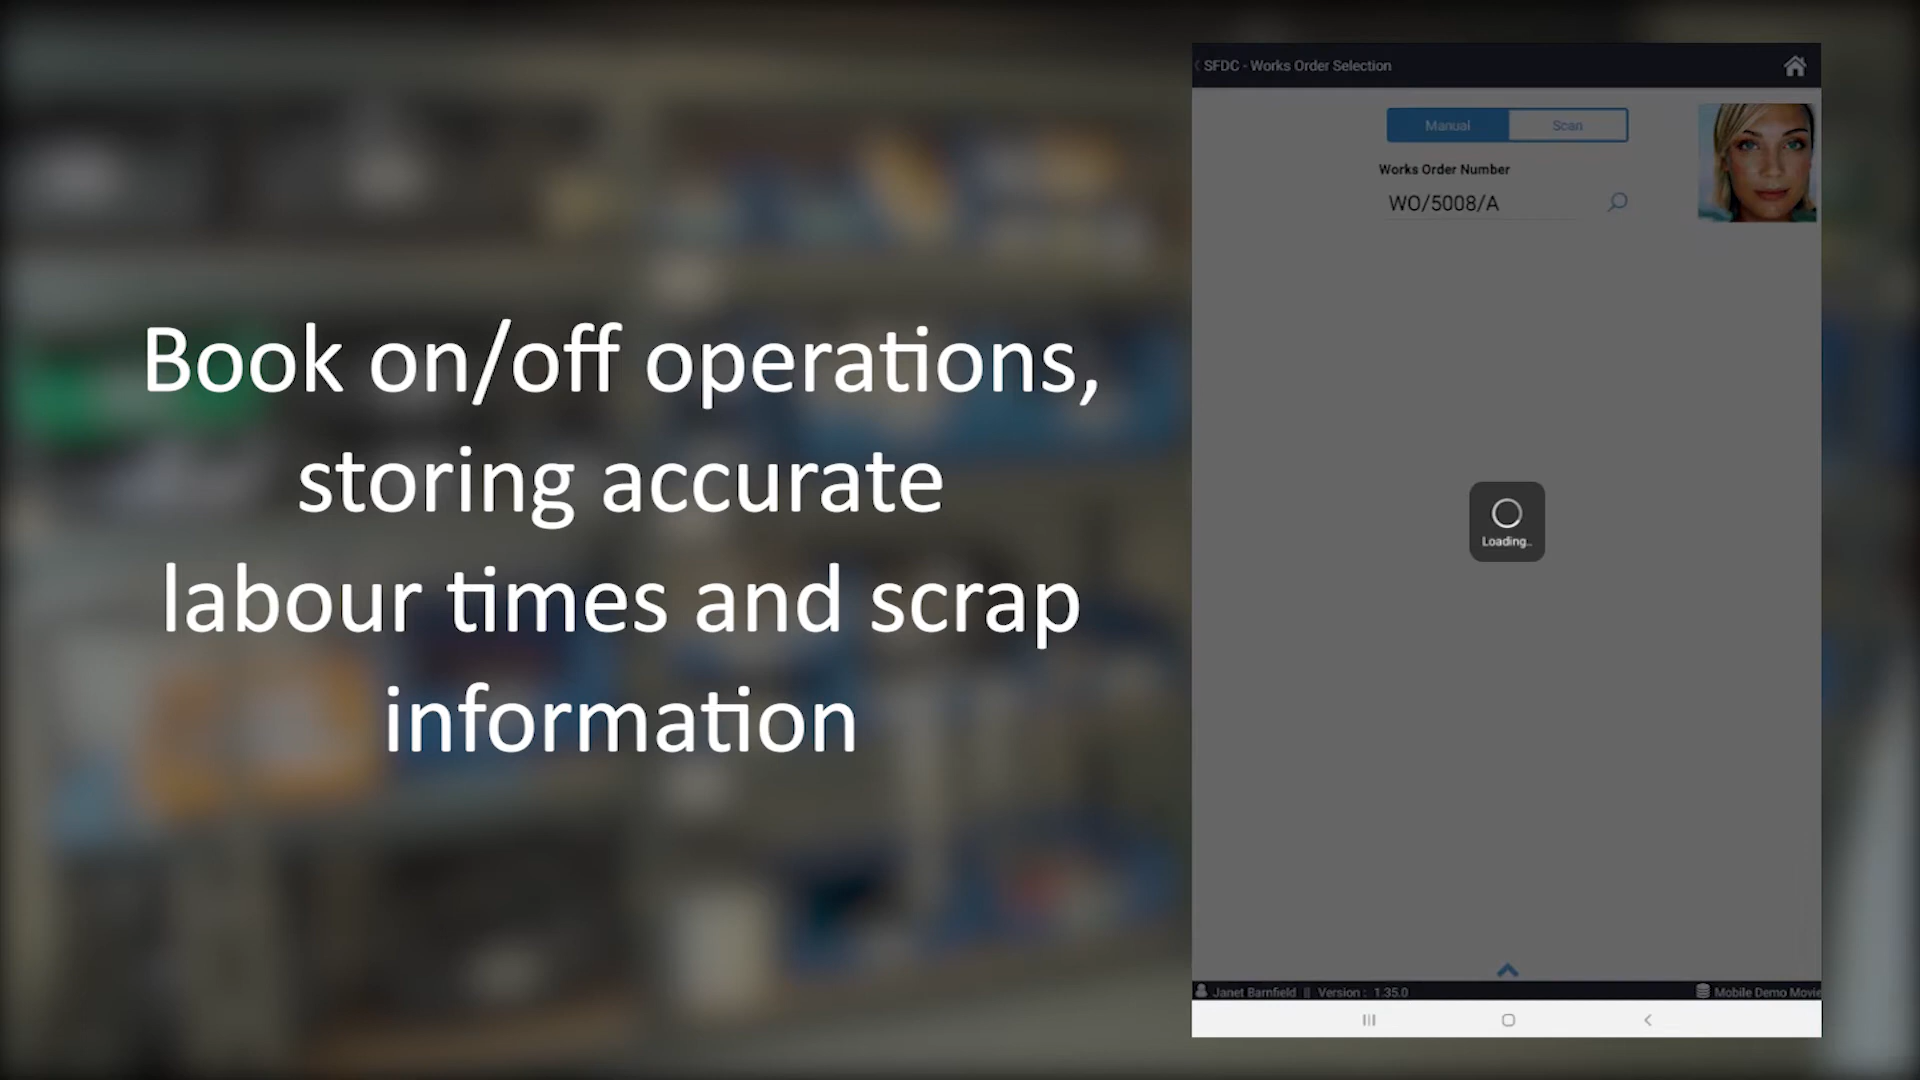 Book on/off operations,
storing accurate
labour times and scrap
information
SFDC - Works Order Selection
Manual
Scan
Works Order Number
WO/5008/A
Loading..
Janet Barnfield || Version : 1.35.0
Mobile Demo Movie